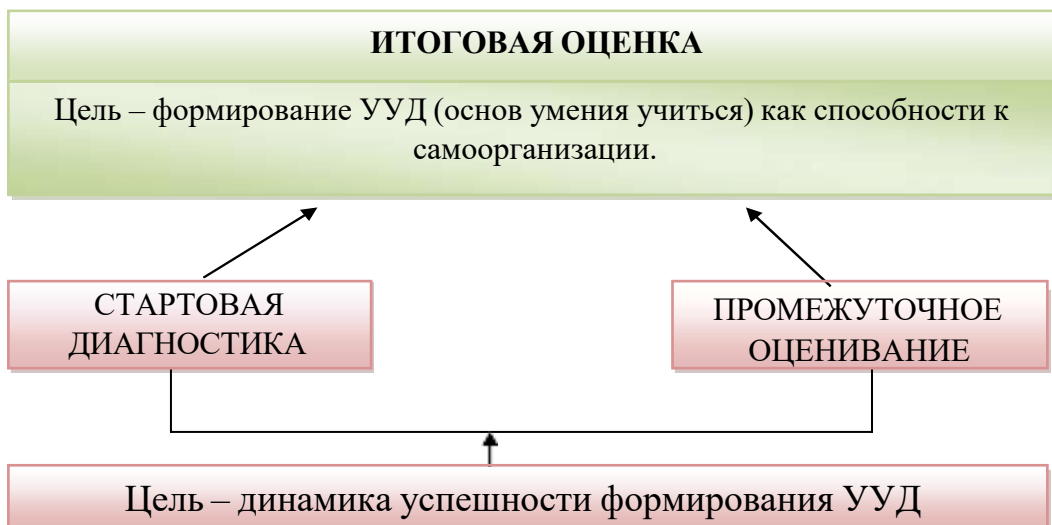 ИТОГОВАЯ ОЦЕНКА
Цель – формирование УУД (основ умения учиться) как способности к
самоорганизации.
СТАРТОВАЯ
ДИАГНОСТИКА
ПРОМЕЖУТОЧНОЕ
ОЦЕНИВАНИЕ
Цель – динамика успешности формирования УУД